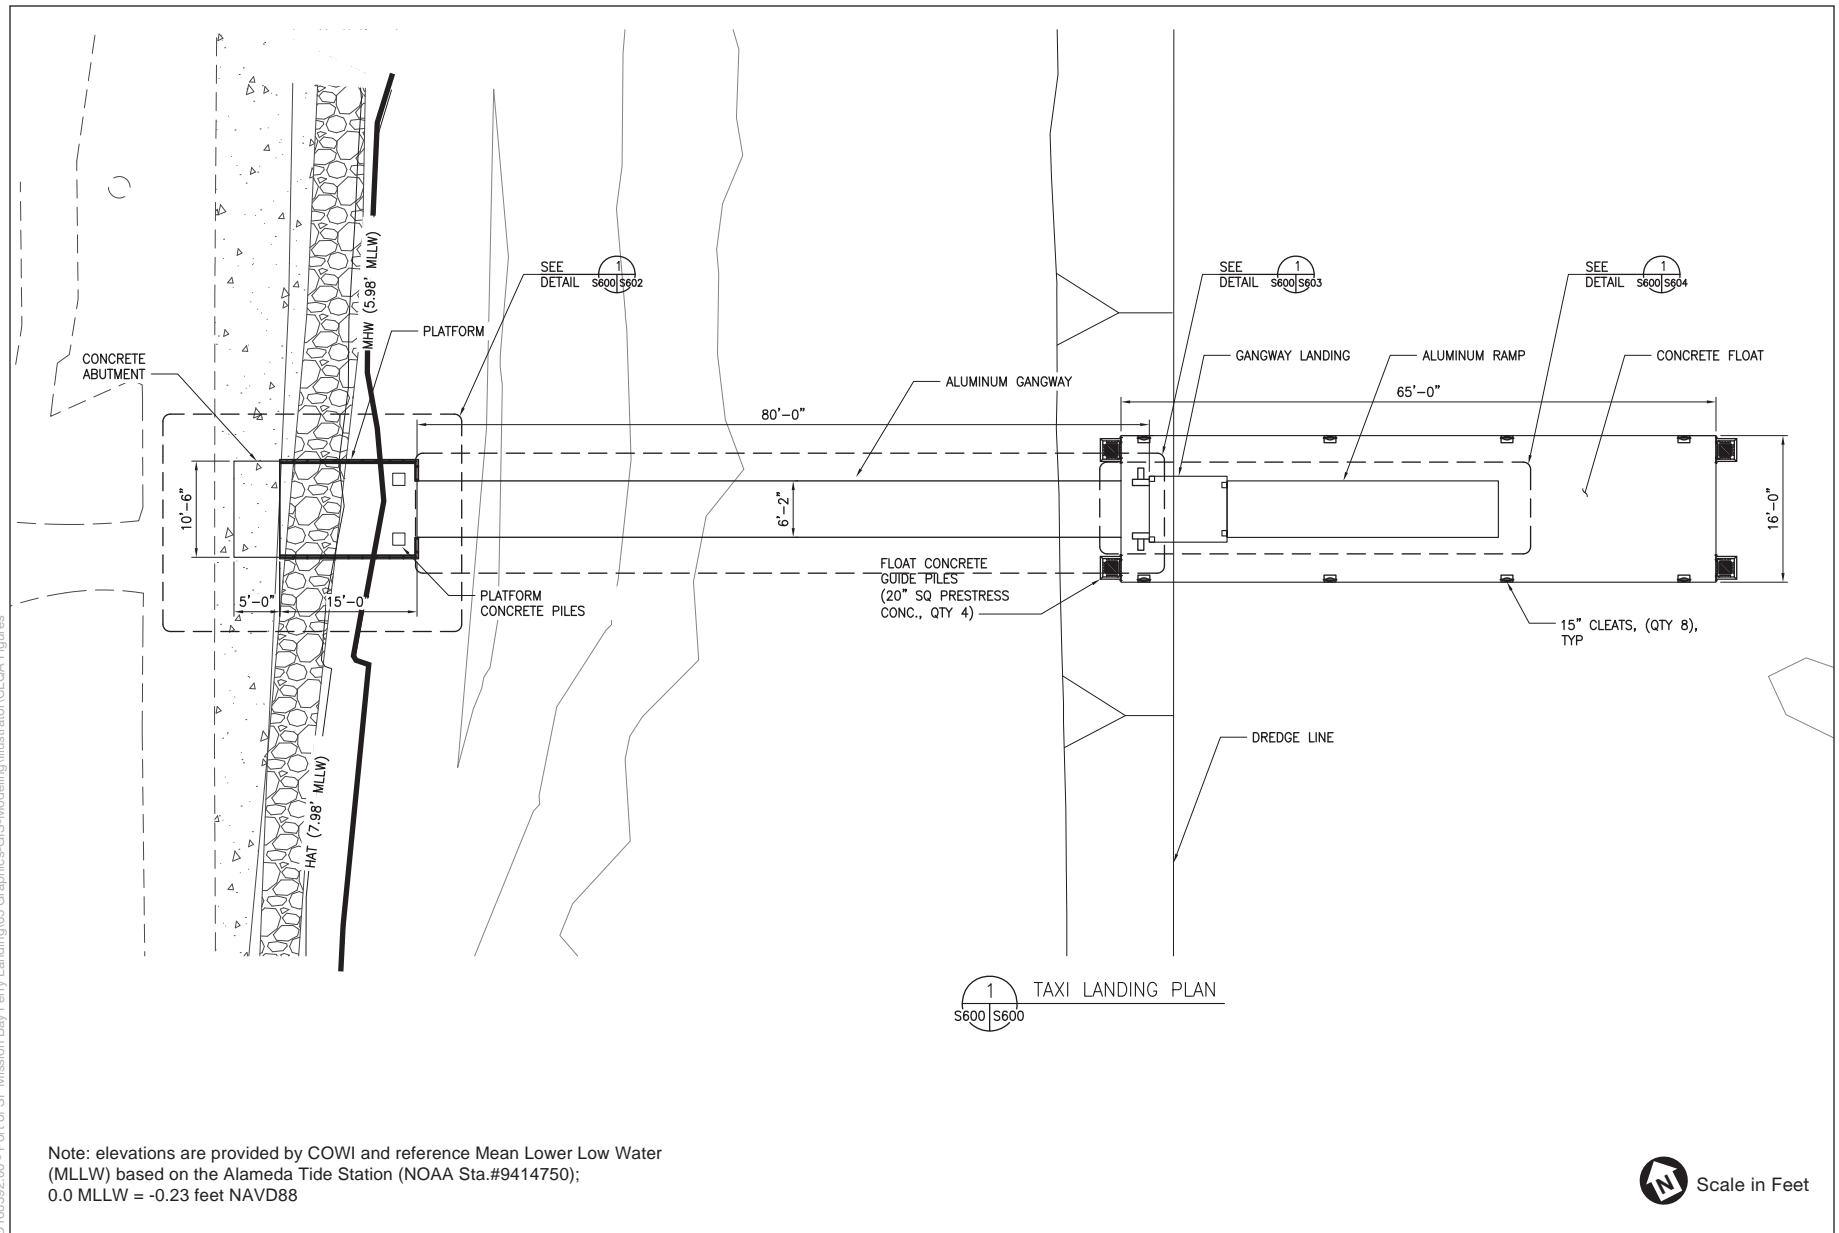 SEE
DETAIL
1
S600 S602
SEE
DETAIL
1
S600 S603
SEE
DETAIL
1
S600 S604
MHW (5.98' MLLW)
PLATFORM
CONCRETE
ABUTMENT
GANGWAY LANDING
ALUMINUM RAMP
CONCRETE FLOAT
ALUMINUM GANGWAY
65'-0"
80'-0"
10'-6"
6'-2"
16'-0"
5'-0"
15'-0"
PLATFORM
CONCRETE PILES
FLOAT CONCRETE
GUIDE PILES
(20" SQ PRESTRESS
CONC., QTY 4)
15" CLEATS, (QTY 8),
TYP
DREDGE LINE
HAT (7.98' MLLW)
1
S600 S600
TAXI LANDING PLAN
Note: elevations are provided by COWI and reference Mean Lower Low Water
(MLLW) based on the Alameda Tide Station (NOAA Sta.#9414750);
0.0 MLLW = -0.23 feet NAVD88
N
Scale in Feet